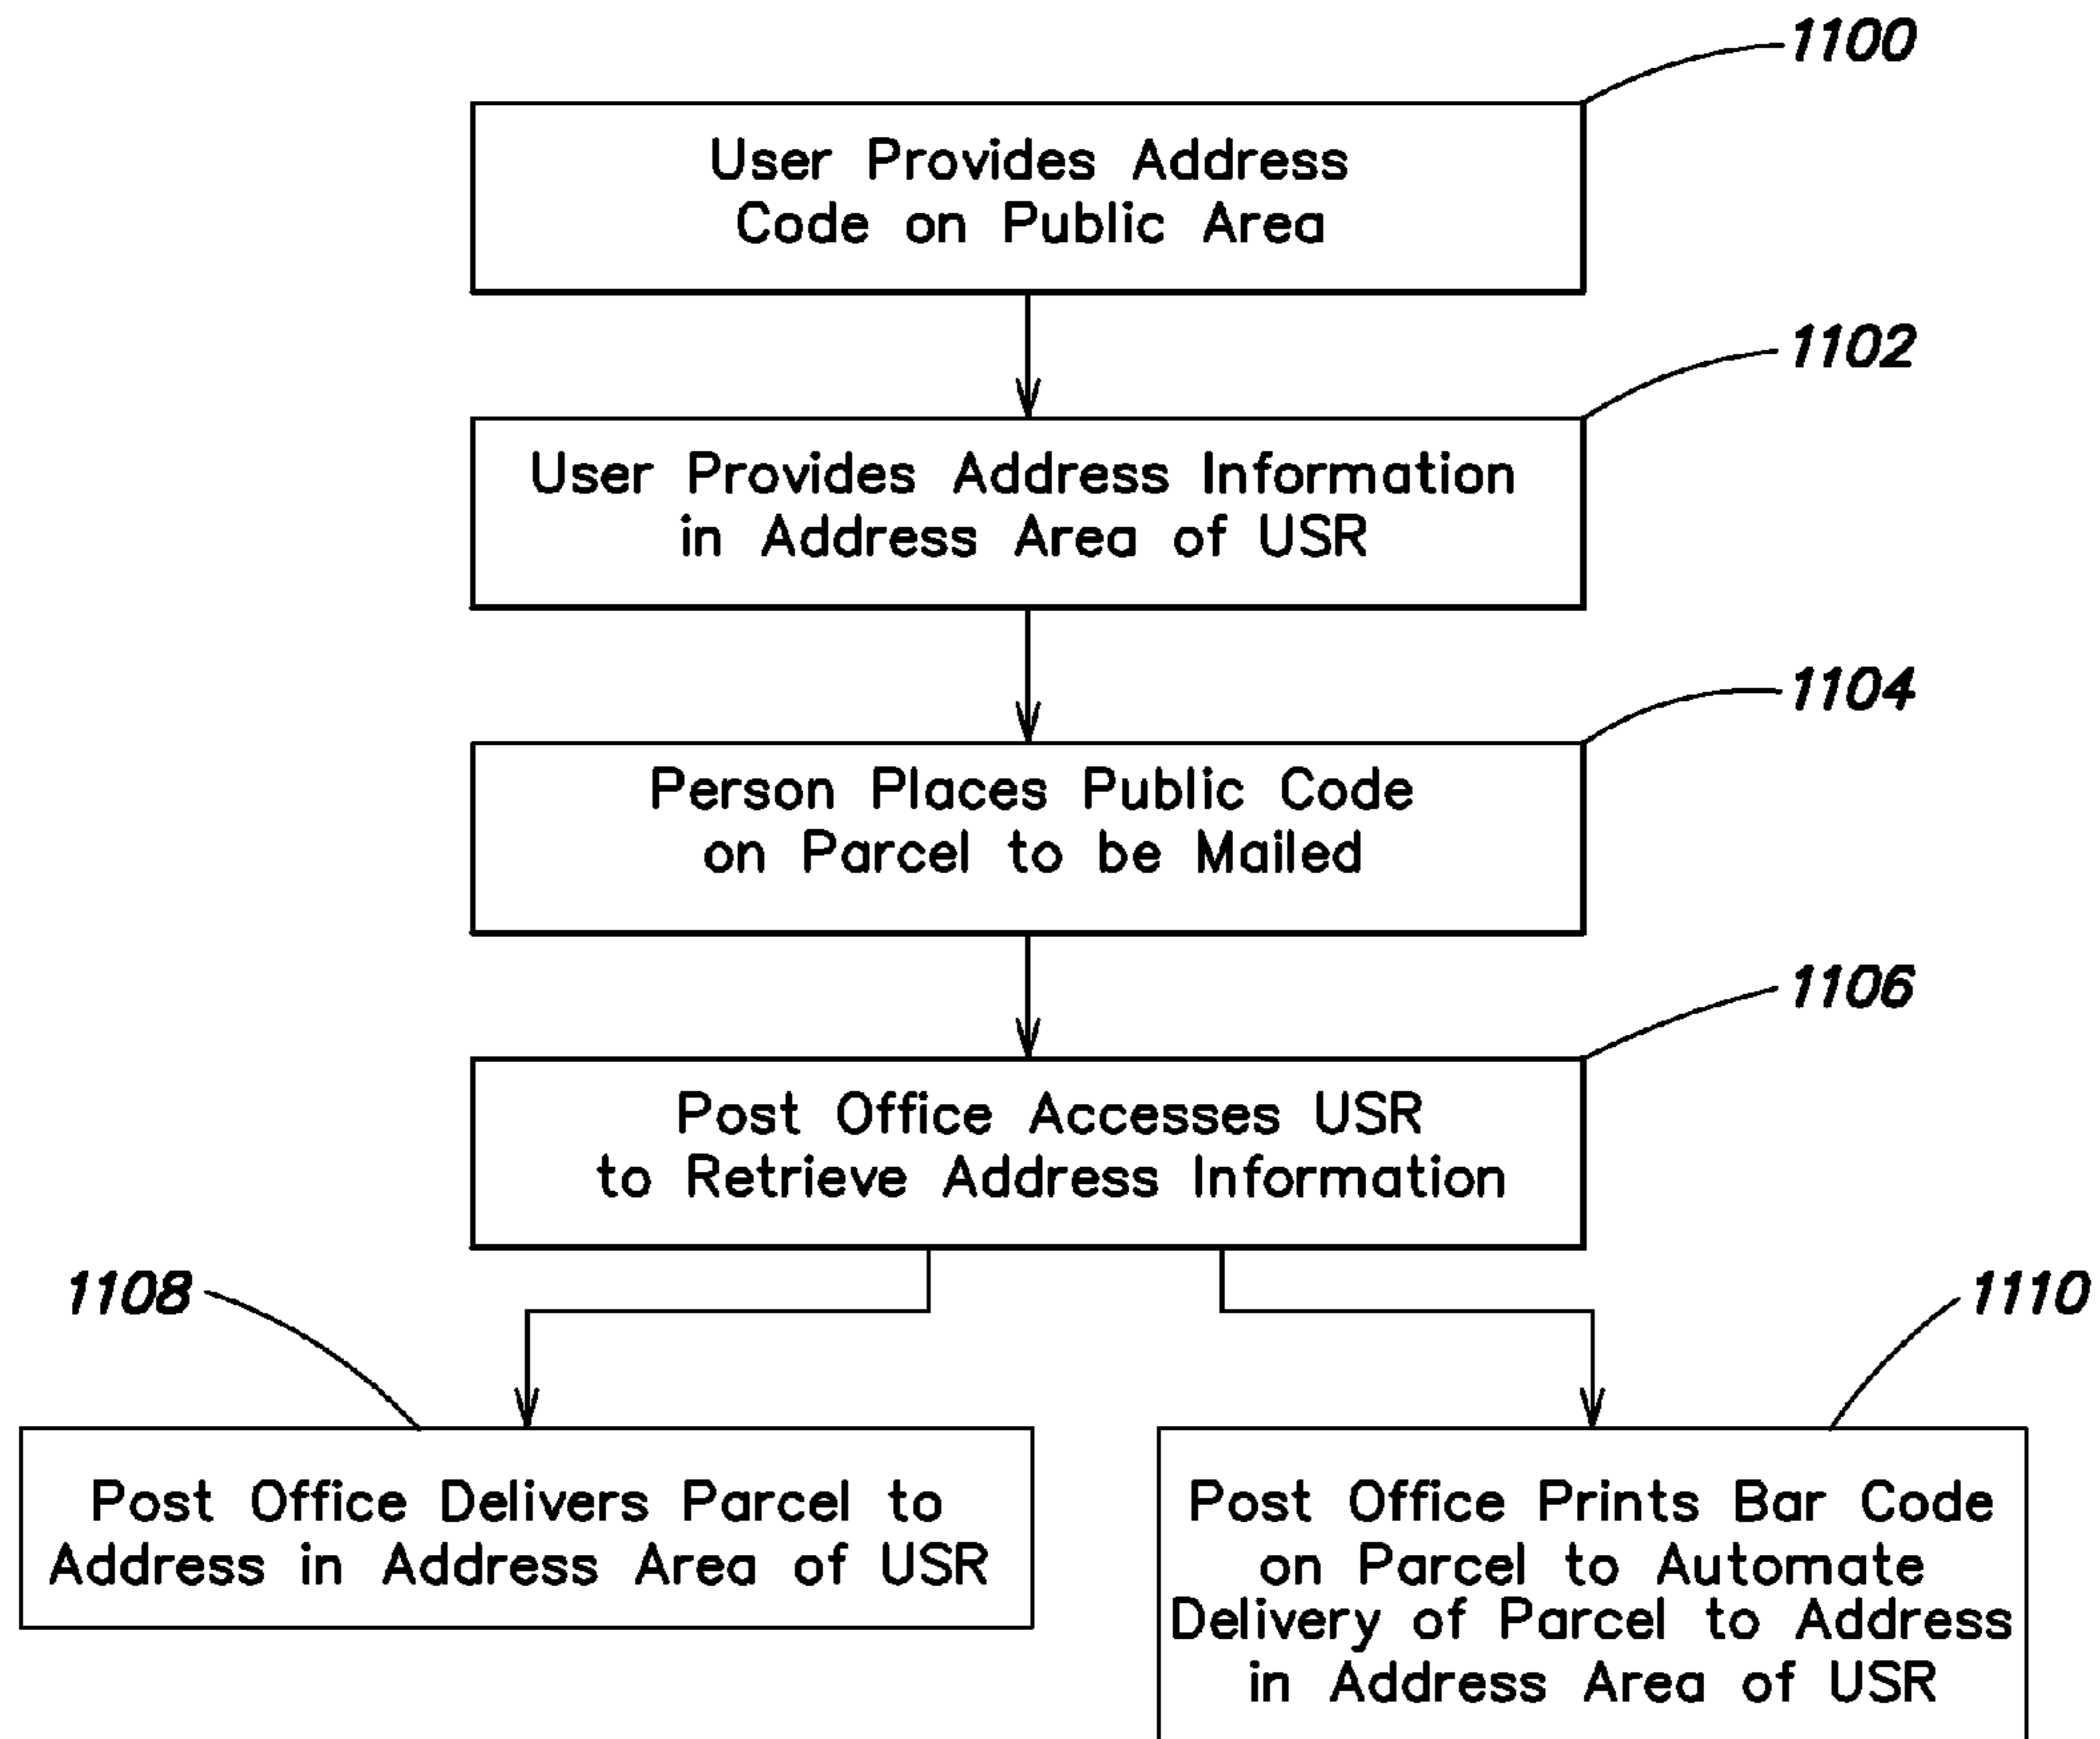 1100
User Provides Address
Code on Public Area
1102
User Provides Address Information
in Address Area of USR
1104
Person Places Public Code
on Parcel to be Mailed
1106
Post Office Accesses USR
to Retrieve Address Information
1108
Post Office Delivers Parcel to
Address in Address Area of USR
1110
Post Office Prints Bar Code
on Parcel to Automate
Delivery of Parcel to Address
in Address Area of USR